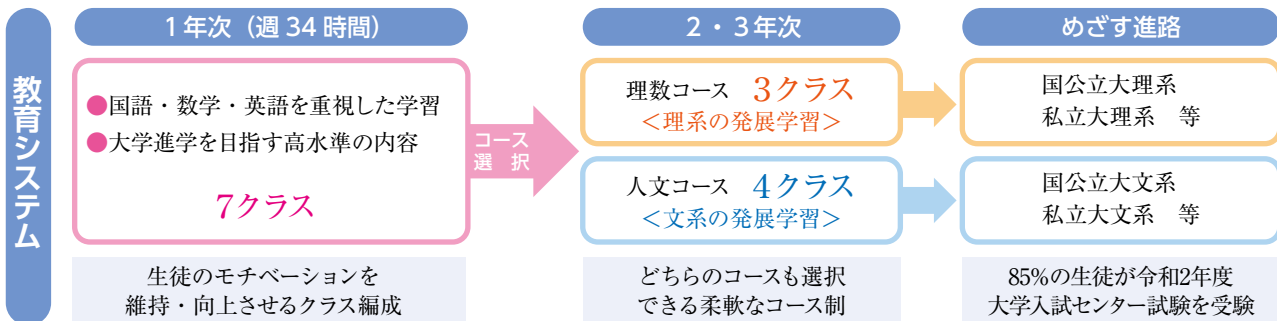 教育システム
1年次（週 34 時間）
●国語・数学・英語を重視した学習
●大学進学を目指す高水準の内容
7クラス
生徒のモチベーションを
維持・向上させるクラス編成
コース
選 択
2・3年次
理数コース 3クラス
＜理系の発展学習＞
人文コース 4クラス
＜文系の発展学習＞
どちらのコースも選択
できる柔軟なコース制
めざす進路
国公立大理系
私立大理系 等
国公立大文系
私立大文系 等
85%の生徒が令和2年度
大学入試センター試験を受験